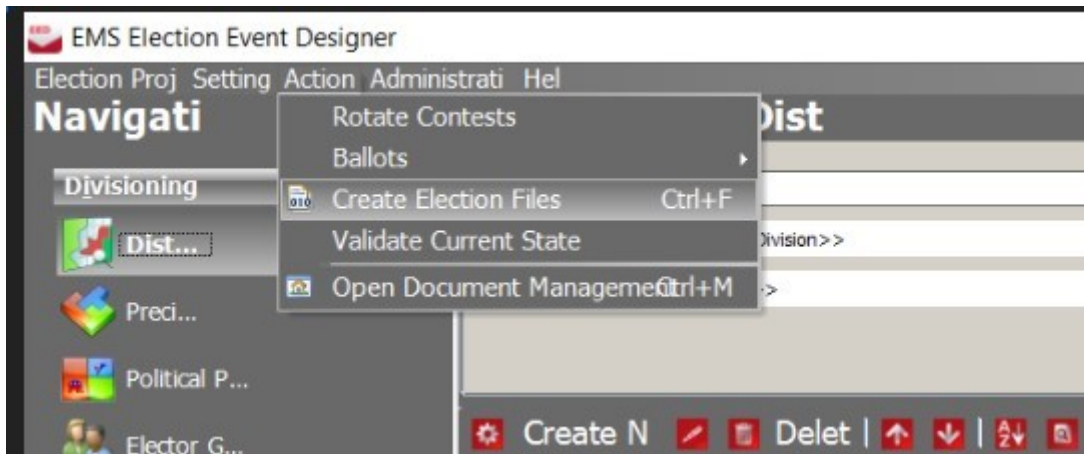 EMS Election Event Designer
Election Proj Setting Action Administrati Hel
Navigati
Dist
Rotate Contests
Ballots
Divisioning
Create Election Files Ctrl+F
Dist...
Validate Current State
Division>>
Open Document Management Ctrl+M
>
Preci...
Political P...
Elector G...
Create N Delet